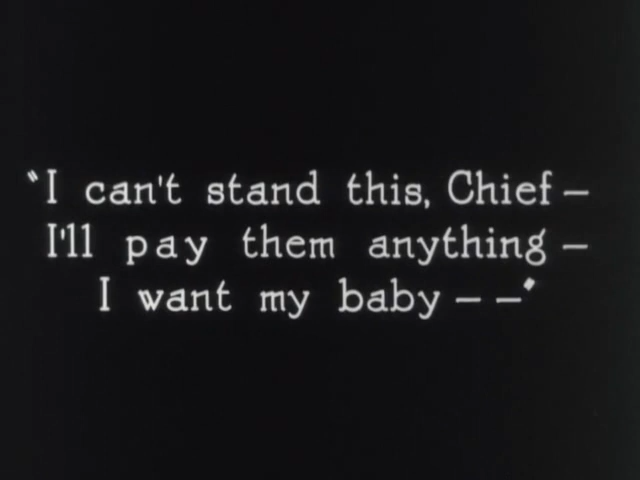 "I can't stand this, Chief —
I'll pay them anything —
I want my baby — —"